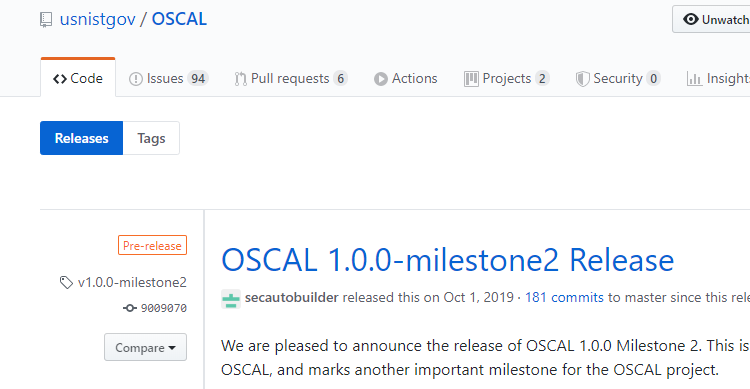 usnistgov / OSCAL
Unwatch
Code Issues 94 Pull requests 6 Actions Projects 2 Security 0 Insights
Releases Tags
Pre-release
OSCAL 1.0.0-milestone2 Release
v1.0.0-milestone2
secautobuilder released this on Oct 1, 2019 · 181 commits to master since this rele
9009070
Compare
We are pleased to announce the release of OSCAL 1.0.0 Milestone 2. This is
OSCAL, and marks another important milestone for the OSCAL project.